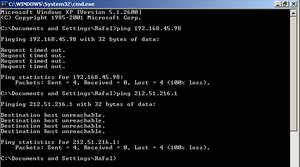 C:\WINDOWS\System32\cmd.exe
Microsoft Windows XP [Version 5.1.2600]
(C) Copyright 1985-2001 Microsoft Corp.
C:\Documents and Settings\Rafal>ping 192.168.45.98
Pinging 192.168.45.98 with 32 bytes of data:
Request timed out.
Request timed out.
Request timed out.
Request timed out.
Ping statistics for 192.168.45.98:
Packets: Sent = 4, Received = 0, Lost = 4 (100% loss),
C:\Documents and Settings\Rafal>ping 212.51.216.1
Pinging 212.51.216.1 with 32 bytes of data:
Destination host unreachable.
Destination host unreachable.
Destination host unreachable.
Destination host unreachable.
Ping statistics for 212.51.216.1:
Packets: Sent = 4, Received = 0, Lost = 4 (100% loss),
C:\Documents and Settings\Rafal>